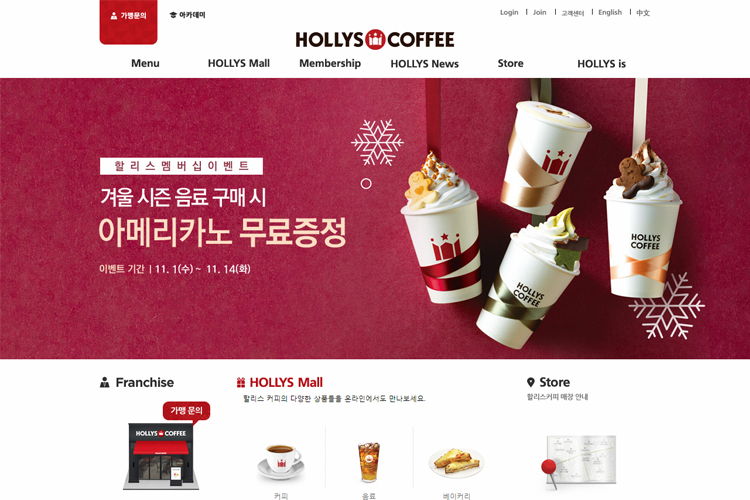 가맹문의
아카데미
Login
Join
고객센터
English
中文
HOLLYS COFFEE
Menu
HOLLYS Mall
Membership
HOLLYS News
Store
HOLLYS is
할리스멤버십이벤트
겨울 시즌 음료 구매 시
아메리카노 무료증정
이벤트 기간 | 11. 1(수) ~ 11. 14(화)
HOLLYS
COFFEE
HOLLYS
COFFEE
Franchise
HOLLYS Mall
Store
할리스 커피의 다양한 상품들을 온라인에서도 만나보세요.
할리스커피 매장 안내
가맹 문의
HOLLYS COFFEE
커피
음료
베이커리